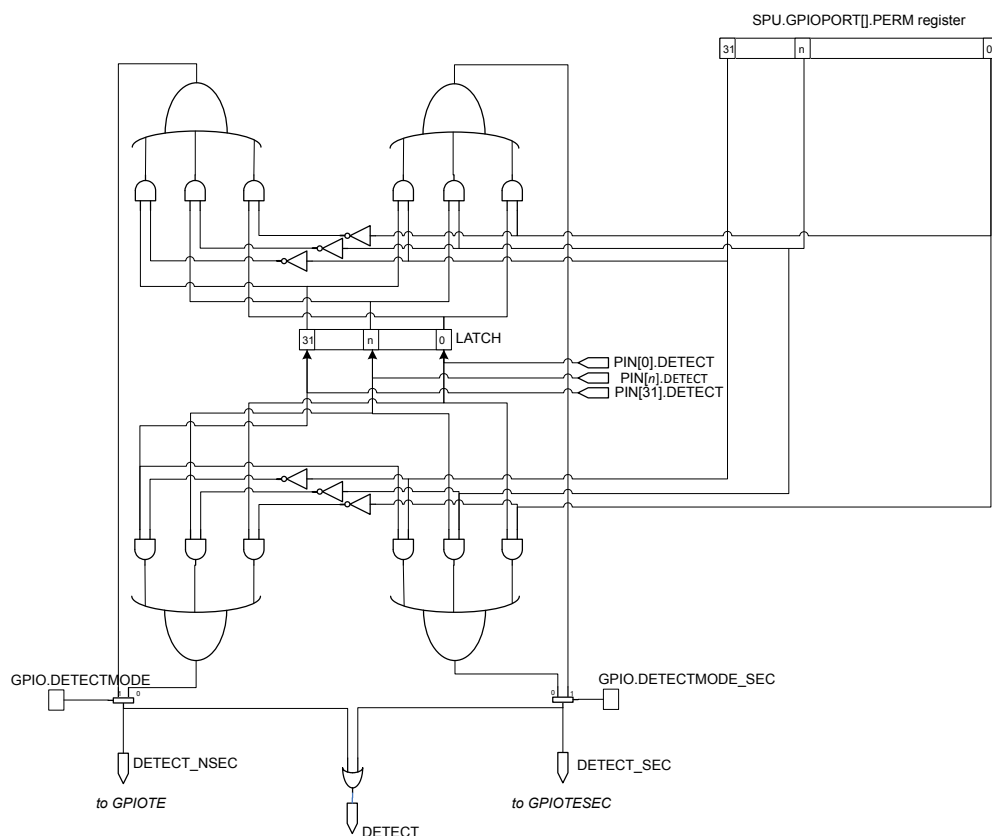 SPU.GPIOPORT[].PERM register
31 n 0
31 n 0 LATCH
PIN[0].DETECT
PIN[n].DETECT
PIN[31].DETECT
GPIO.DETECTMODE
1 0
0 1
GPIO.DETECTMODE_SEC
DETECT_NSEC
DETECT_SEC
to GPIOTE
to GPIOTESEC
DETECT